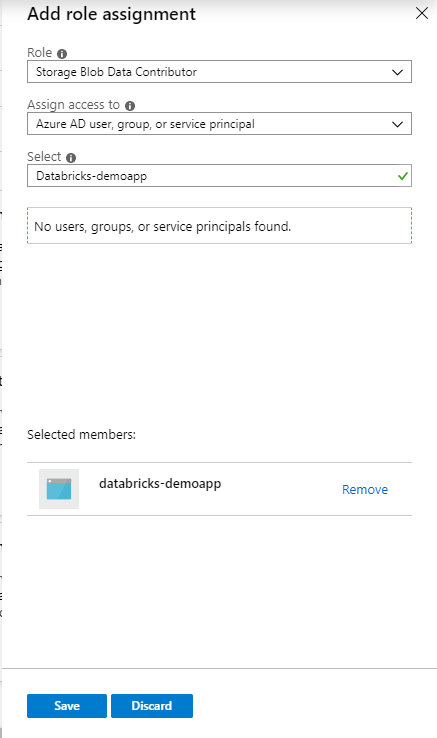 Add role assignment
Role
Storage Blob Data Contributor
Assign access to
Azure AD user, group, or service principal
Select
Databricks-demoapp
No users, groups, or service principals found.
Selected members:
databricks-demoapp
Remove
Save
Discard